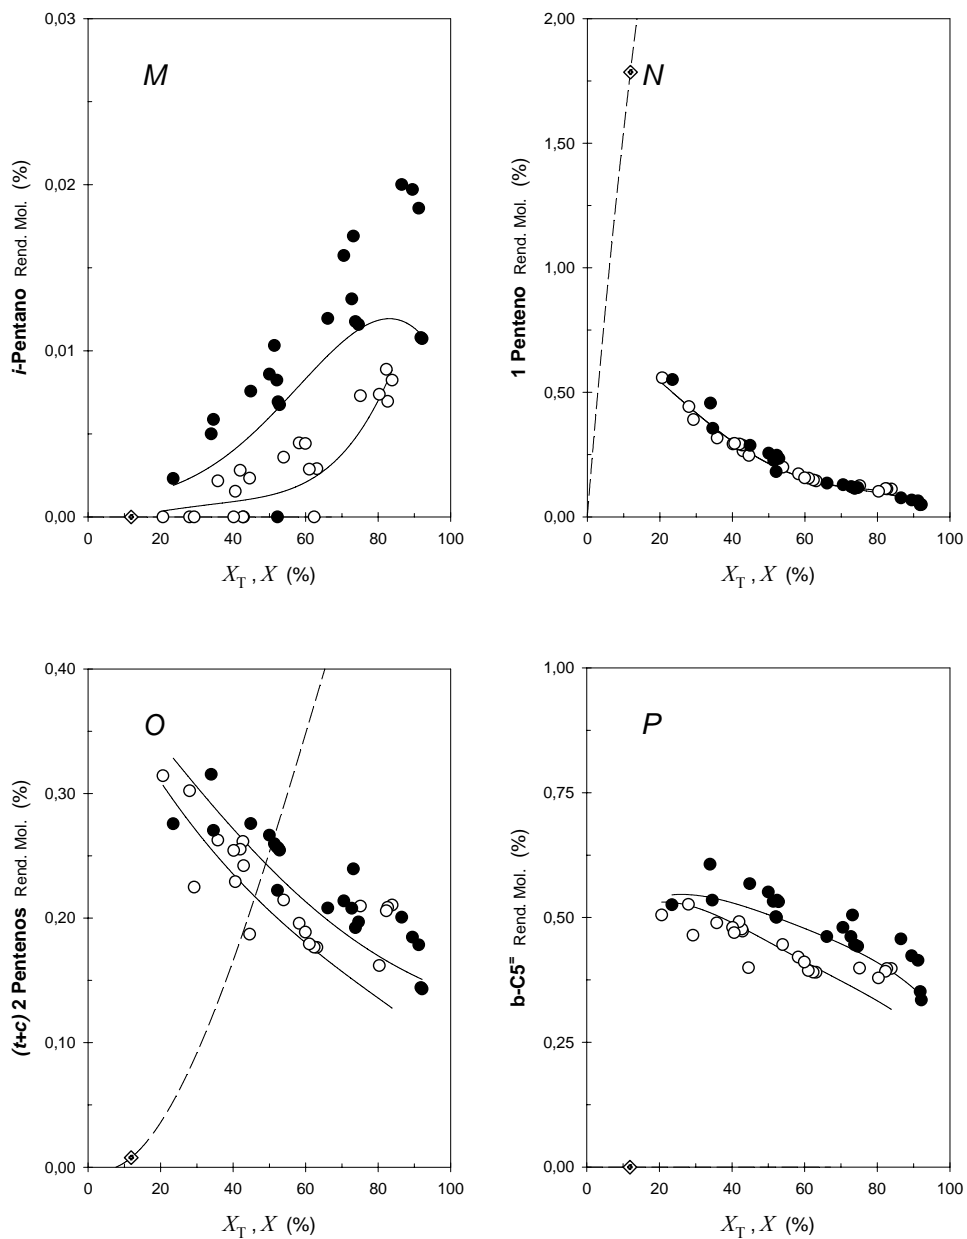 0,03
0,02
0,01
0,00
M
i-Pentano Rend. Mol. (%)
0 20 40 60 80 100
X_T , X (%)
2,00
1,50
1,00
0,50
0,00
N
1 Penteno Rend. Mol. (%)
0 20 40 60 80 100
X_T , X (%)
0,40
0,30
0,20
0,10
0,00
O
(t+c) 2 Pentenos Rend. Mol. (%)
0 20 40 60 80 100
X_T , X (%)
1,00
0,75
0,50
0,25
0,00
P
b-C5⁼ Rend. Mol. (%)
0 20 40 60 80 100
X_T , X (%)